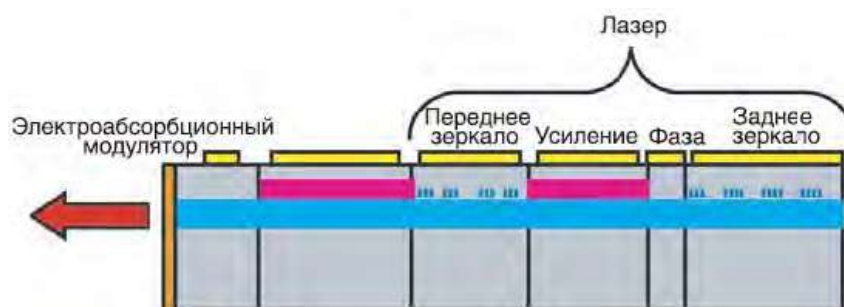 Лазер
Электроабсорбционный
модулятор
Переднее
зеркало
Усиление
Фаза
Заднее
зеркало